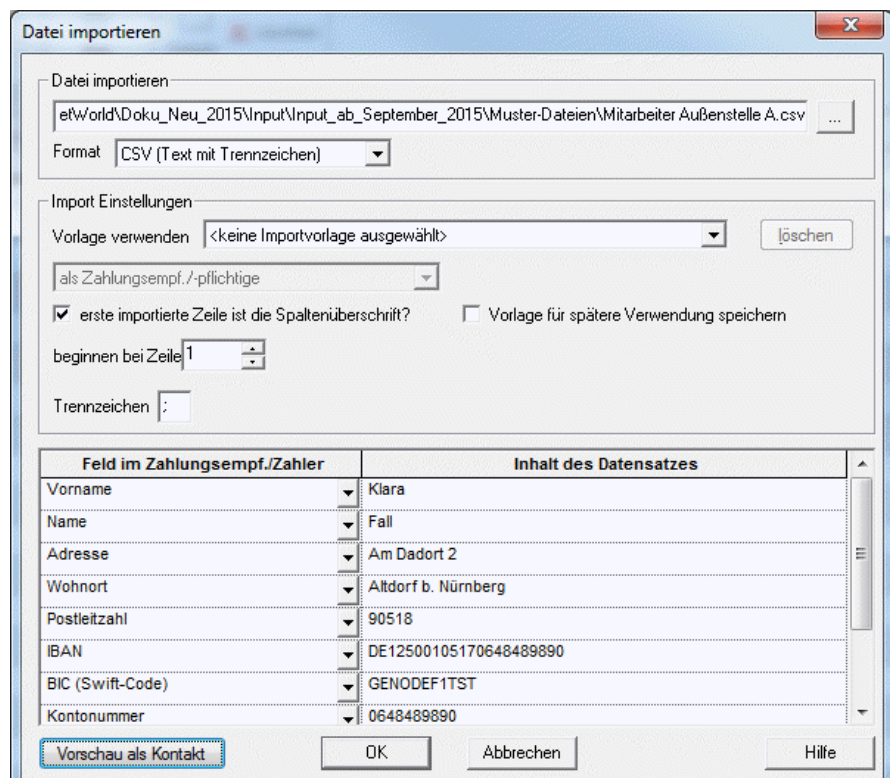 Datei importieren
Datei importieren
etWorld\Doku_Neu_2015\Input\Input_ab_September_2015\Muster-Dateien\Mitarbeiter Außenstelle A.csv ...
Format CSV (Text mit Trennzeichen)
Import Einstellungen
Vorlage verwenden <keine Importvorlage ausgewählt> löschen
als Zahlungsempf./-pflichtige
erste importierte Zeile ist die Spaltenüberschrift? Vorlage für spätere Verwendung speichern
beginnen bei Zeile 1
Trennzeichen ;
Feld im Zahlungsempf./Zahler Inhalt des Datensatzes
Vorname Klara
Name Fall
Adresse Am Dadort 2
Wohnort Altdorf b. Nürnberg
Postleitzahl 90518
IBAN DE12500105170648489890
BIC (Swift-Code) GENODEF1TST
Kontonummer 0648489890
Vorschau als Kontakt OK Abbrechen Hilfe